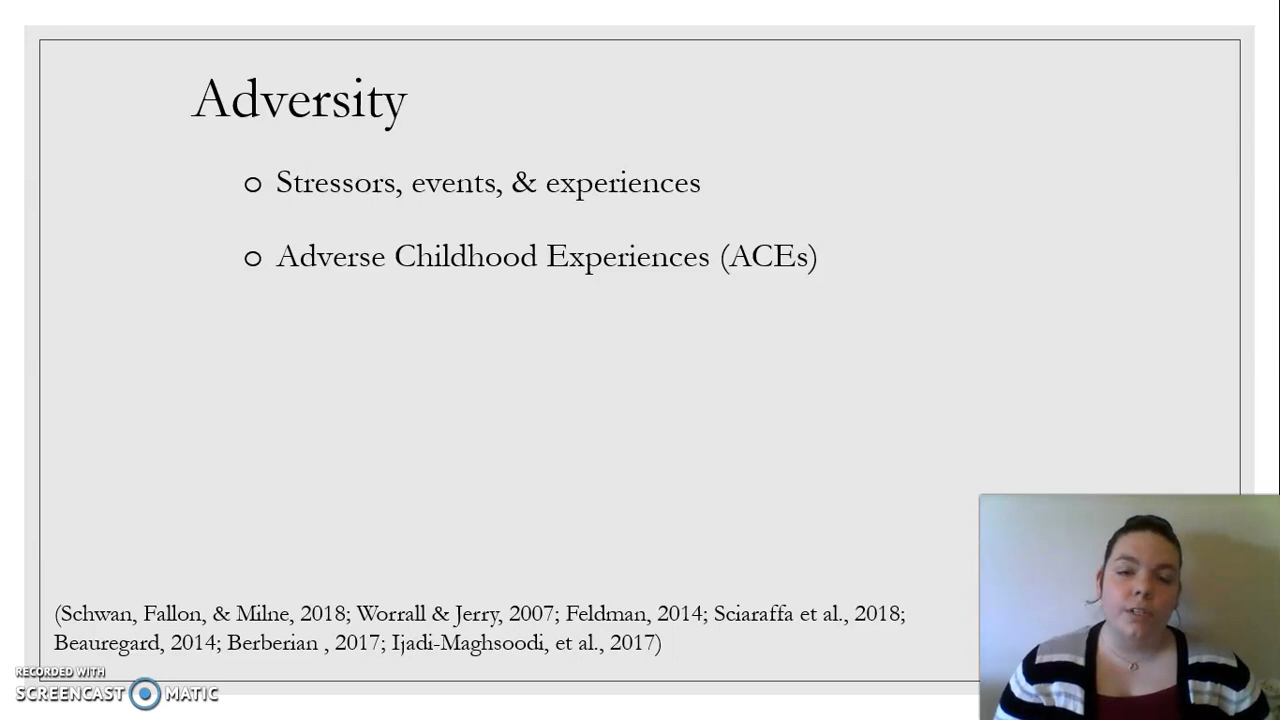 Adversity
Stressors, events, & experiences
Adverse Childhood Experiences (ACEs)
(Schwan, Fallon, & Milne, 2018; Worrall & Jerry, 2007; Feldman, 2014; Sciaraffa et al., 2018;
Beauregard, 2014; Berberian , 2017; Ijadi-Maghsoodi, et al., 2017)
RECORDED WITH
SCREENCAST MATIC